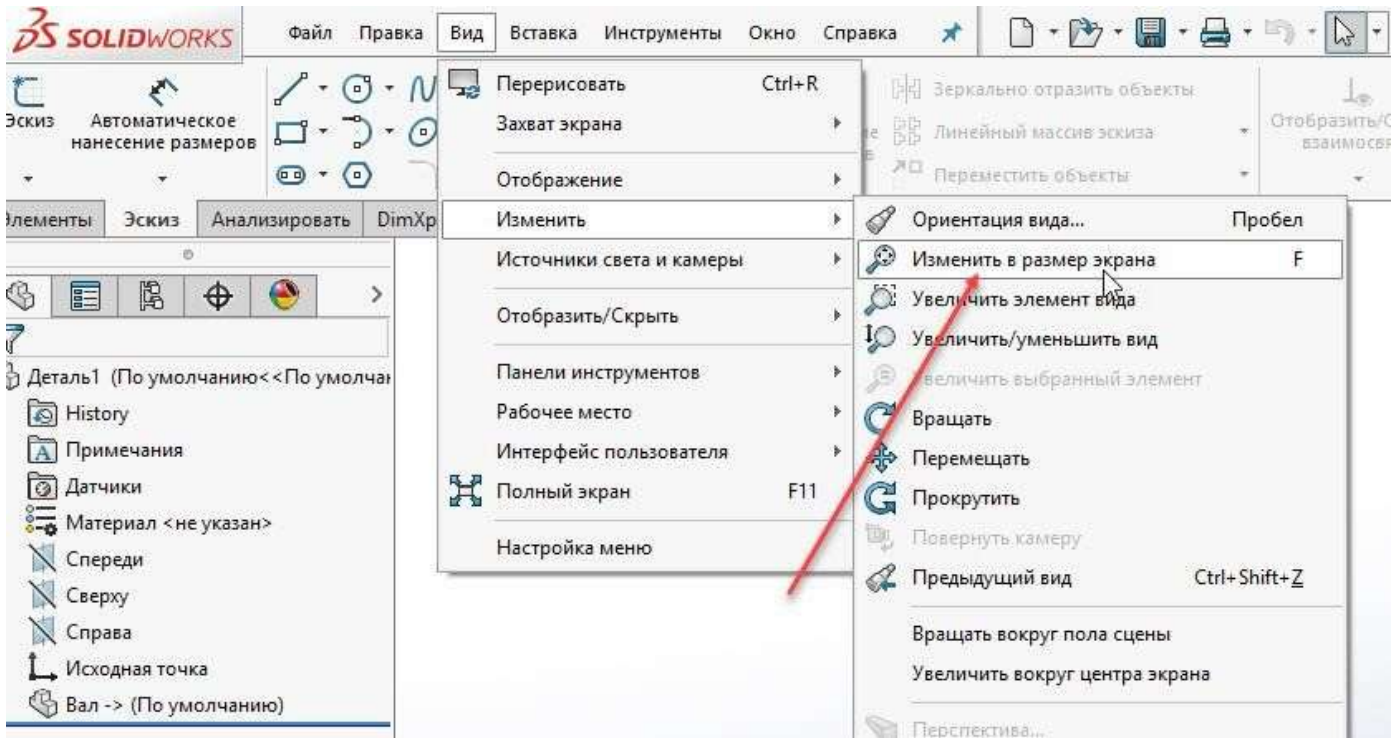 SOLIDWORKS
Файл Правка Вид Вставка Инструменты Окно Справка
Эскиз
Автоматическое
нанесение размеров
Зеркально отразить объекты
Линейный массив эскиза
Переместить объекты
Отобразить/С
взаимосвя
Элементы Эскиз Анализировать DimXp
Перерисовать Ctrl+R
Захват экрана
Отображение
Изменить
Источники света и камеры
Отобразить/Скрыть
Панели инструментов
Рабочее место
Интерфейс пользователя
Полный экран F11
Настройка меню
Ориентация вида... Пробел
Изменить в размер экрана F
Увеличить элемент вида
Увеличить/уменьшить вид
Увеличить выбранный элемент
Вращать
Перемещать
Прокрутить
Повернуть камеру
Предыдущий вид Ctrl+Shift+Z
Вращать вокруг пола сцены
Увеличить вокруг центра экрана
Перспектива...
Деталь1 (По умолчанию<<По умолчан
History
Примечания
Датчики
Материал <не указан>
Спереди
Сверху
Справа
Исходная точка
Вал -> (По умолчанию)